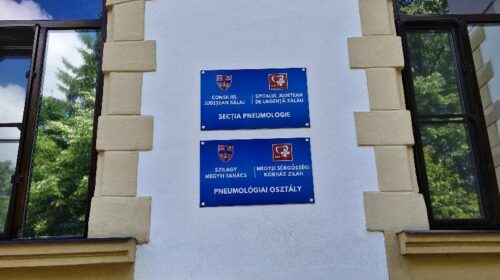 CONSILIUL
JUDEȚEAN SĂLAJ
SPITALUL JUDEȚEAN
DE URGENȚĂ ZALĂU
SECȚIA PNEUMOLOGIE
SZILÁGY
MEGYEI TANÁCS
MEGYEI SÜRGŐSSÉGI
KÓRHÁZ ZILAH
PNEUMOLÓGIAI OSZTÁLY